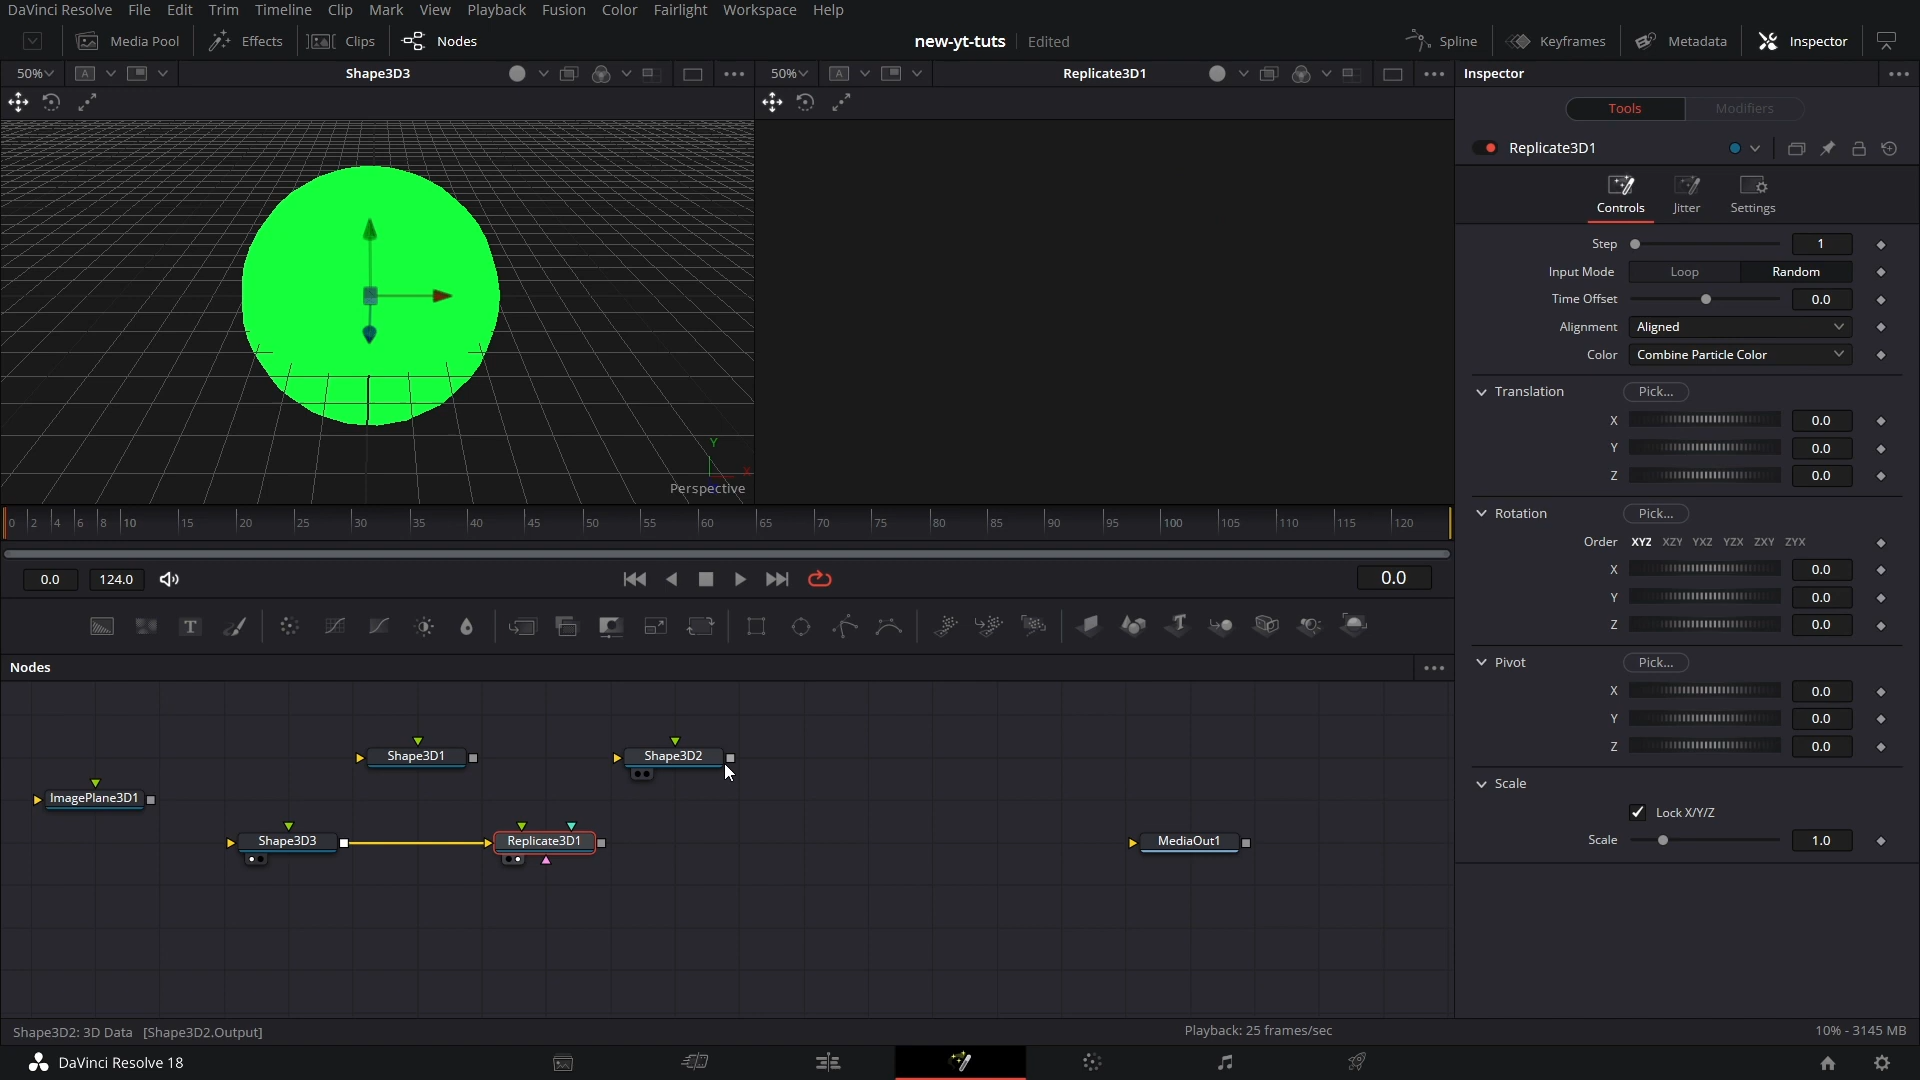 DaVinci Resolve File Edit Trim Timeline Clip Mark View Playback Fusion Color Fairlight Workspace Help
Media Pool Effects Clips Nodes new-yt-tuts Edited Spline Keyframes Metadata Inspector
50% A Shape3D3 50% A Replicate3D1 Inspector
Tools Modifiers
Replicate3D1
Controls Jitter Settings
Step 1
Input Mode Loop Random
Time Offset 0.0
Alignment Aligned
Color Combine Particle Color
Translation Pick...
X 0.0
Y 0.0
Z 0.0
Y
X
Perspective
Rotation Pick...
0 2 4 6 8 10 15 20 25 30 35 40 45 50 55 60 65 70 75 80 85 90 95 100 105 110 115 120
Order XYZ XZY YXZ YZX ZXY ZYX
X 0.0
0.0 124.0 0.0
Y 0.0
Z 0.0
T T
Nodes
Pivot Pick...
X 0.0
Y 0.0
Z 0.0
Shape3D1 Shape3D2
ImagePlane3D1
Shape3D3 Replicate3D1 MediaOut1
Scale
Lock X/Y/Z
Scale 1.0
Shape3D2: 3D Data [Shape3D2.Output] Playback: 25 frames/sec 10% - 3145 MB
DaVinci Resolve 18